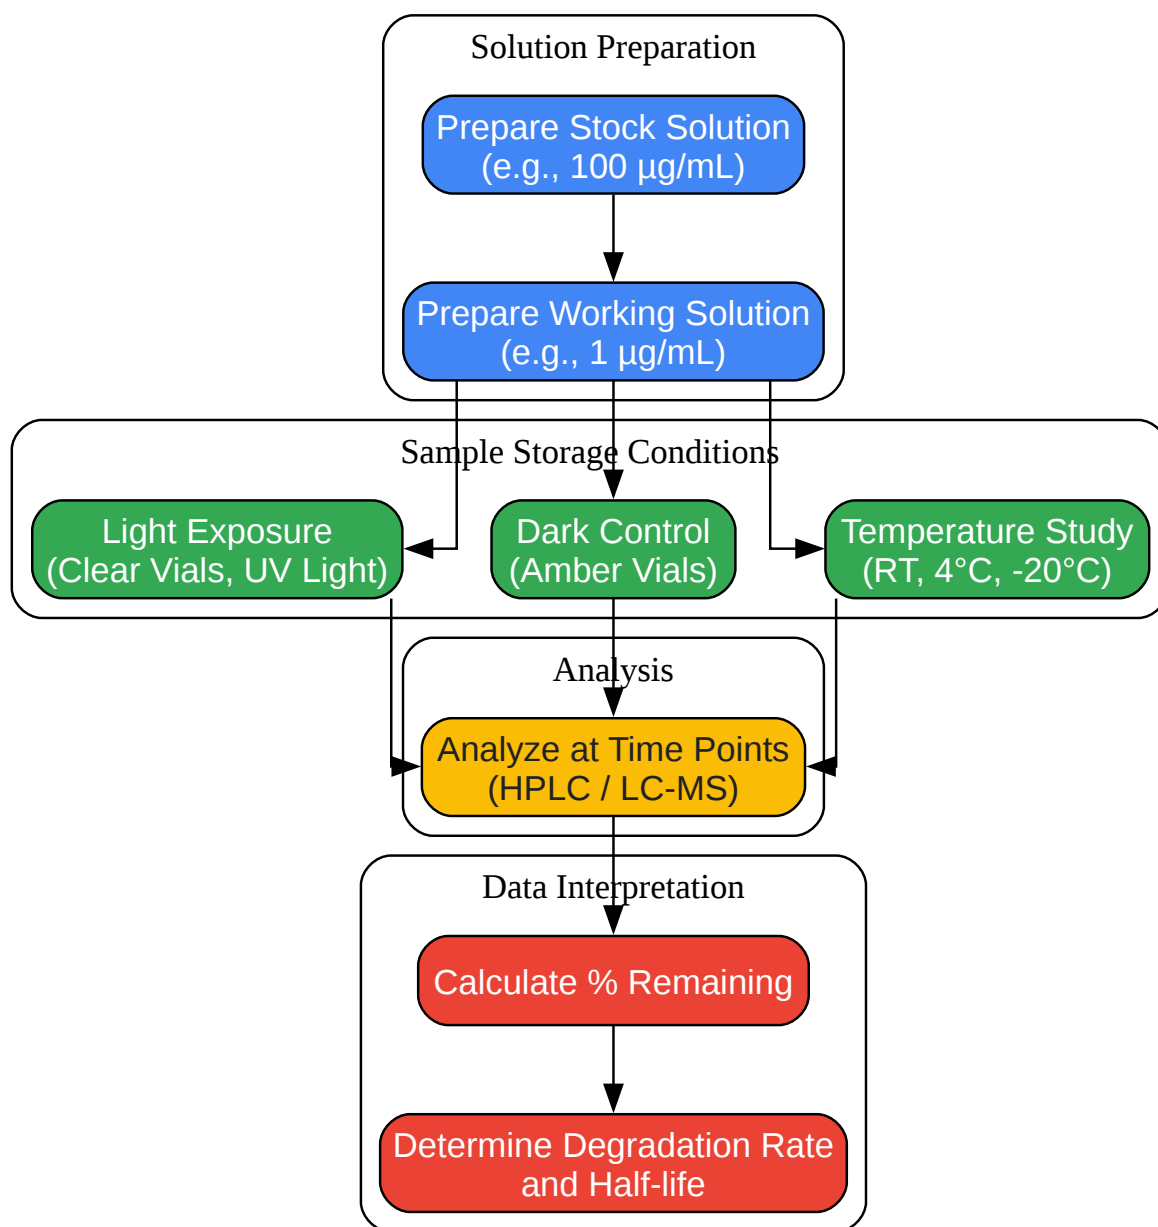 Solution Preparation
Prepare Stock Solution
(e.g., 100 µg/mL)
Prepare Working Solution
(e.g., 1 µg/mL)
Sample Storage Conditions
Light Exposure
(Clear Vials, UV Light)
Dark Control
(Amber Vials)
Temperature Study
(RT, 4°C, -20°C)
Analysis
Analyze at Time Points
(HPLC / LC-MS)
Data Interpretation
Calculate % Remaining
Determine Degradation Rate
and Half-life